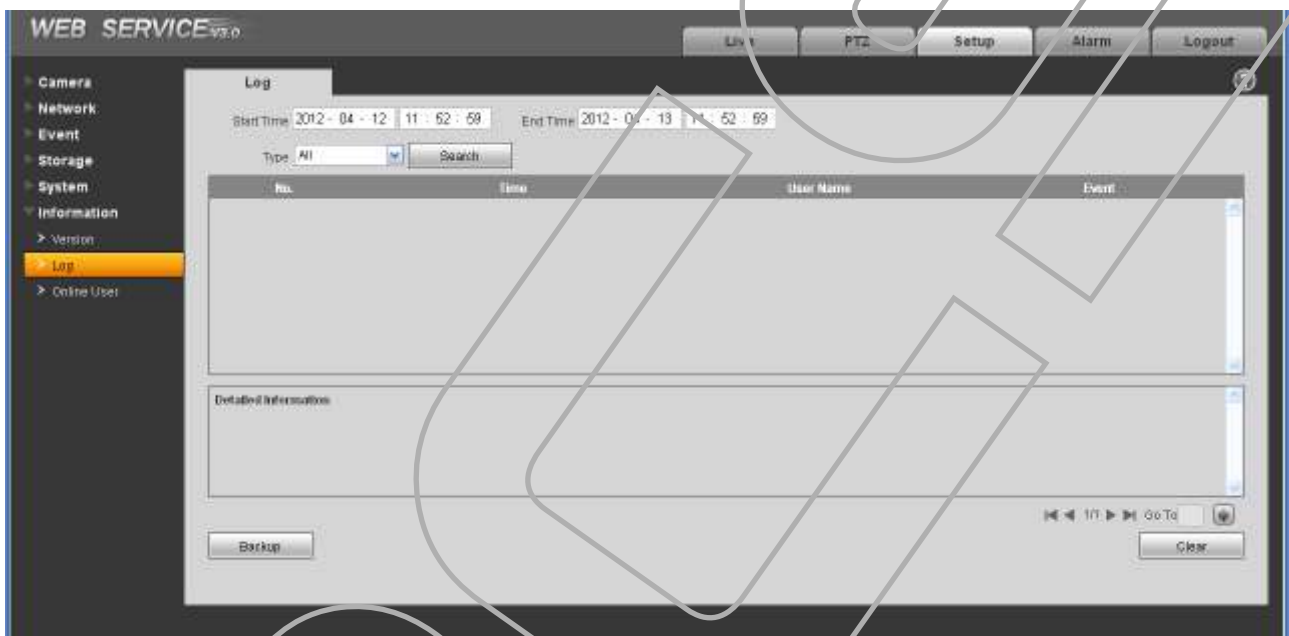 WEB SERVICE V3.0
Live PTZ Setup Alarm Logout
Camera
Network
Event
Storage
System
Information
Version
Log
Online User
Log
Start Time 2012 - 04 - 12 11 : 52 : 59 End Time 2012 - 04 - 13 11 : 52 : 59
Type All Search
No. Time User Name Event
Detailed Information
1/1 Go To
Backup Clear